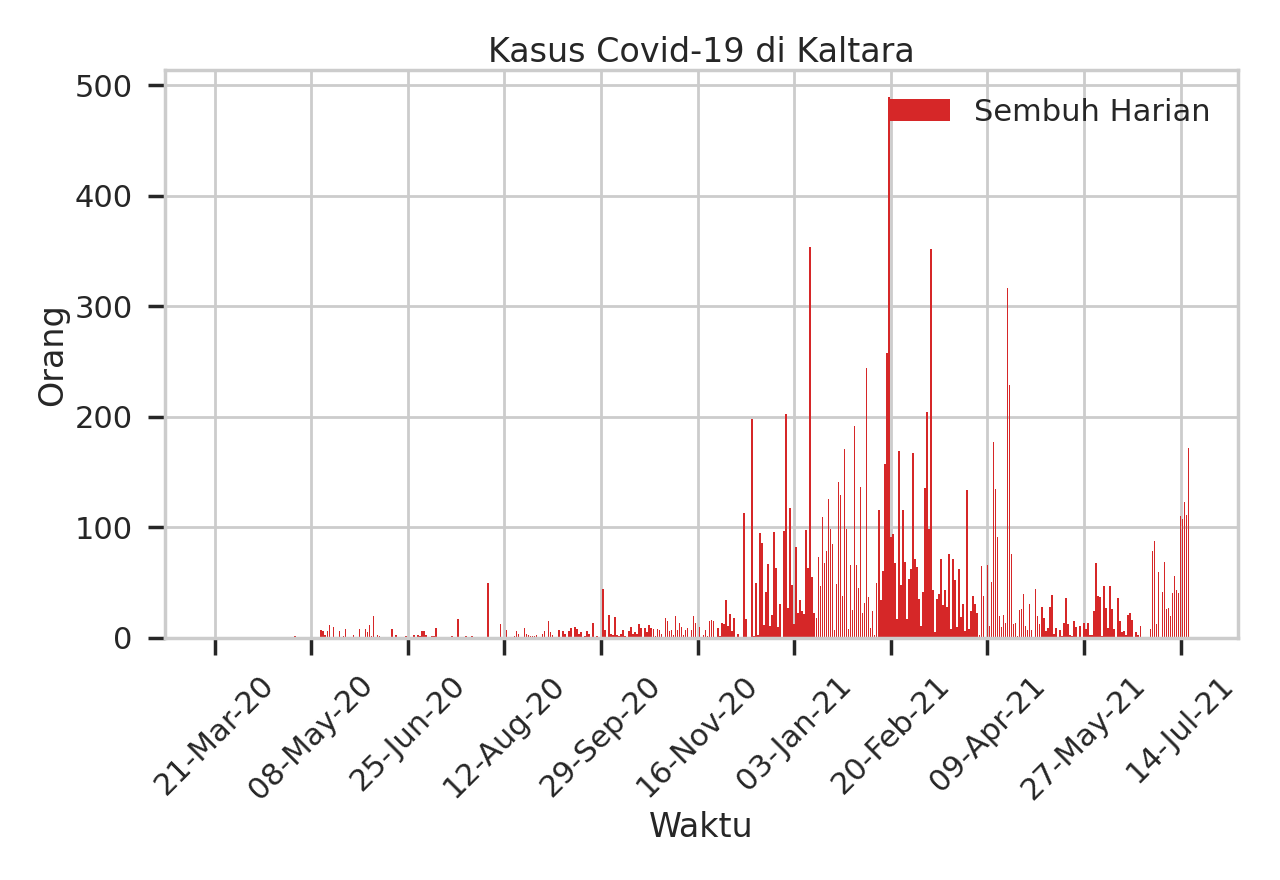 Kasus Covid-19 di Kaltara
Sembuh Harian
500
400
300
200
100
0
Orang
21-Mar-20
08-May-20
25-Jun-20
12-Aug-20
29-Sep-20
16-Nov-20
03-Jan-21
20-Feb-21
09-Apr-21
27-May-21
14-Jul-21
Waktu